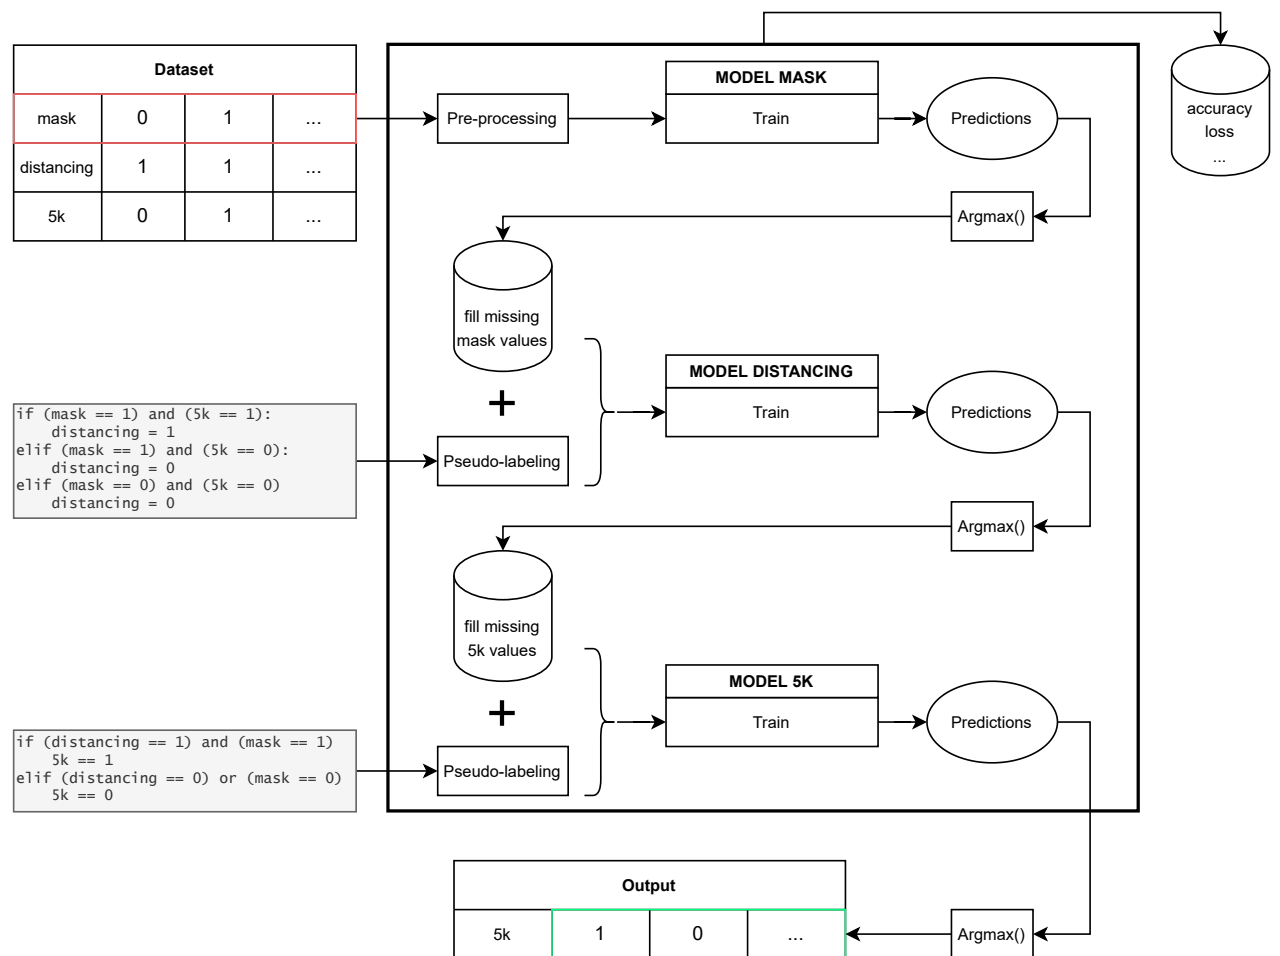 Dataset
mask 0 1 ...
distancing 1 1 ...
5k 0 1 ...
Pre-processing
MODEL MASK
Train
Predictions
accuracy
loss
...
Argmax()
fill missing
mask values
+
if (mask == 1) and (5k == 1):
    distancing = 1
elif (mask == 1) and (5k == 0):
    distancing = 0
elif (mask == 0) and (5k == 0)
    distancing = 0
Pseudo-labeling
MODEL DISTANCING
Train
Predictions
Argmax()
fill missing
5k values
+
if (distancing == 1) and (mask == 1)
    5k == 1
elif (distancing == 0) or (mask == 0)
    5k == 0
Pseudo-labeling
MODEL 5K
Train
Predictions
Output
5k 1 0 ...
Argmax()